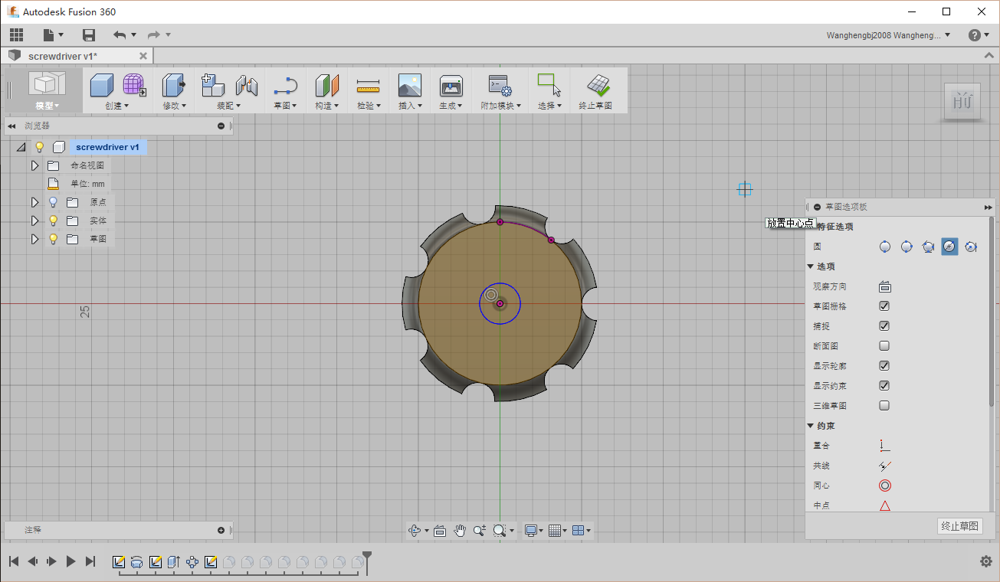 Autodesk Fusion 360
Wanghengbj2008 Wangheng...
screwdriver v1*
模型
创建
修改
装配
草图
构造
检验
插入
生成
附加模块
选择
终止草图
前
浏览器
screwdriver v1
命名视图
单位: mm
原点
实体
草图
25
放置中心点
草图选项板
特征选项
圆
选项
观察方向
草图栅格
捕捉
断面图
显示轮廓
显示约束
三维草图
约束
重合
共线
同心
中点
终止草图
注释